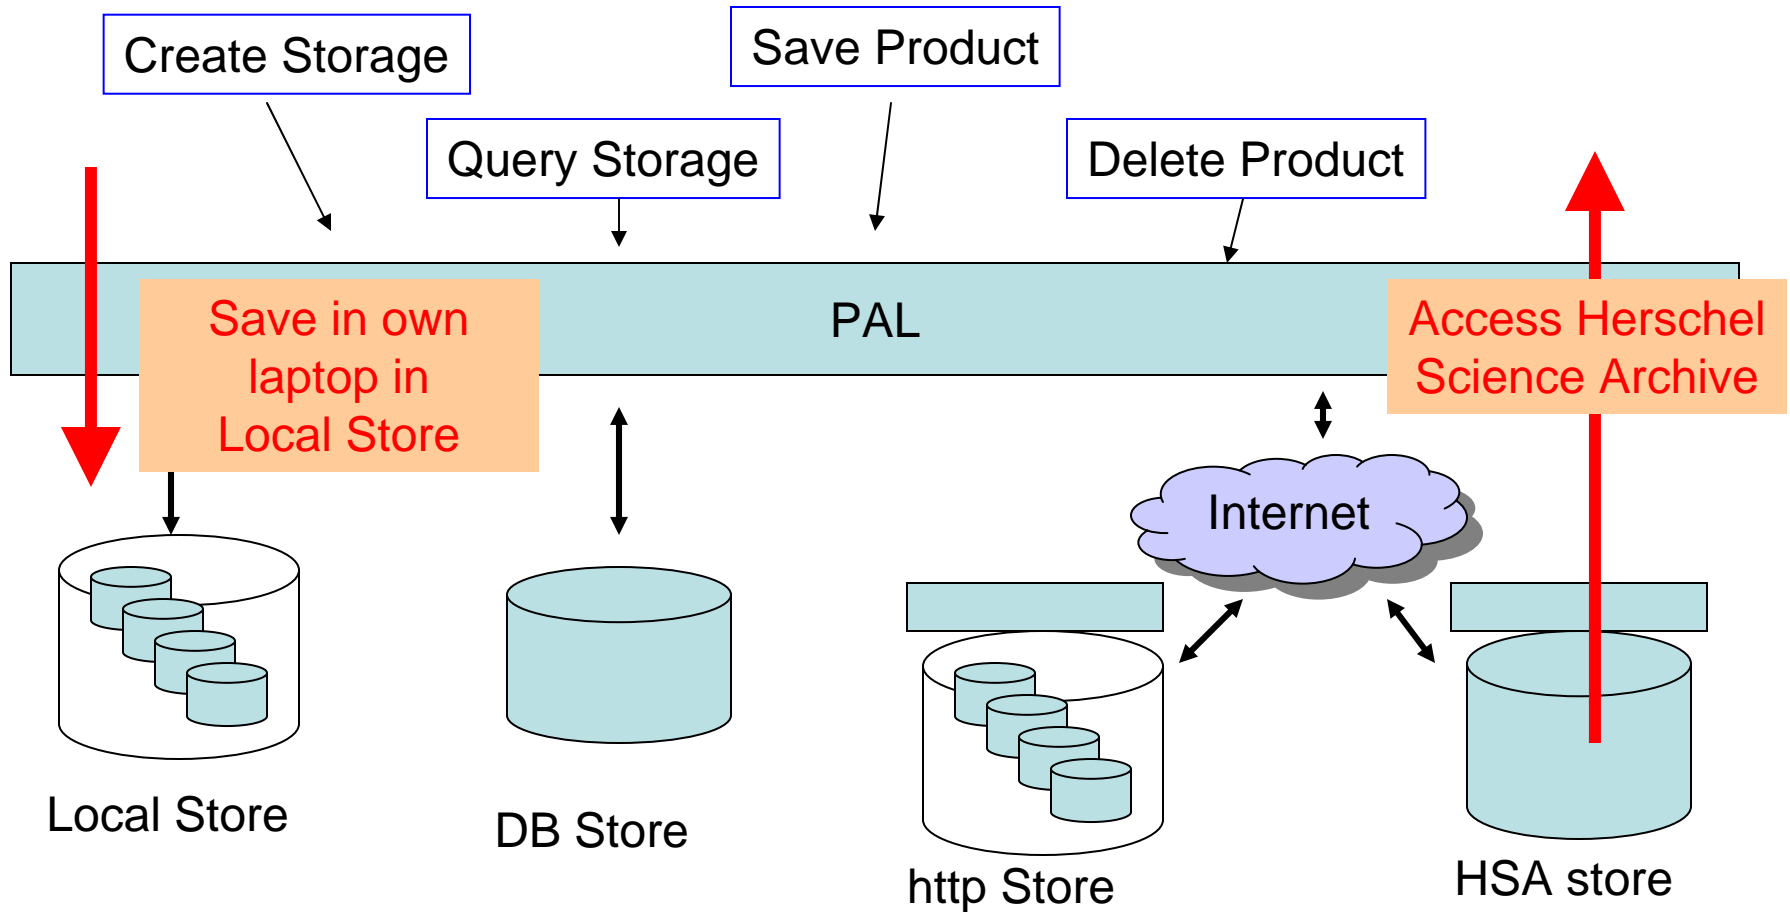 Create Storage
Save Product
Query Storage
Delete Product
PAL
Save in own
laptop in
Local Store
Access Herschel
Science Archive
Internet
Local Store
DB Store
http Store
HSA store